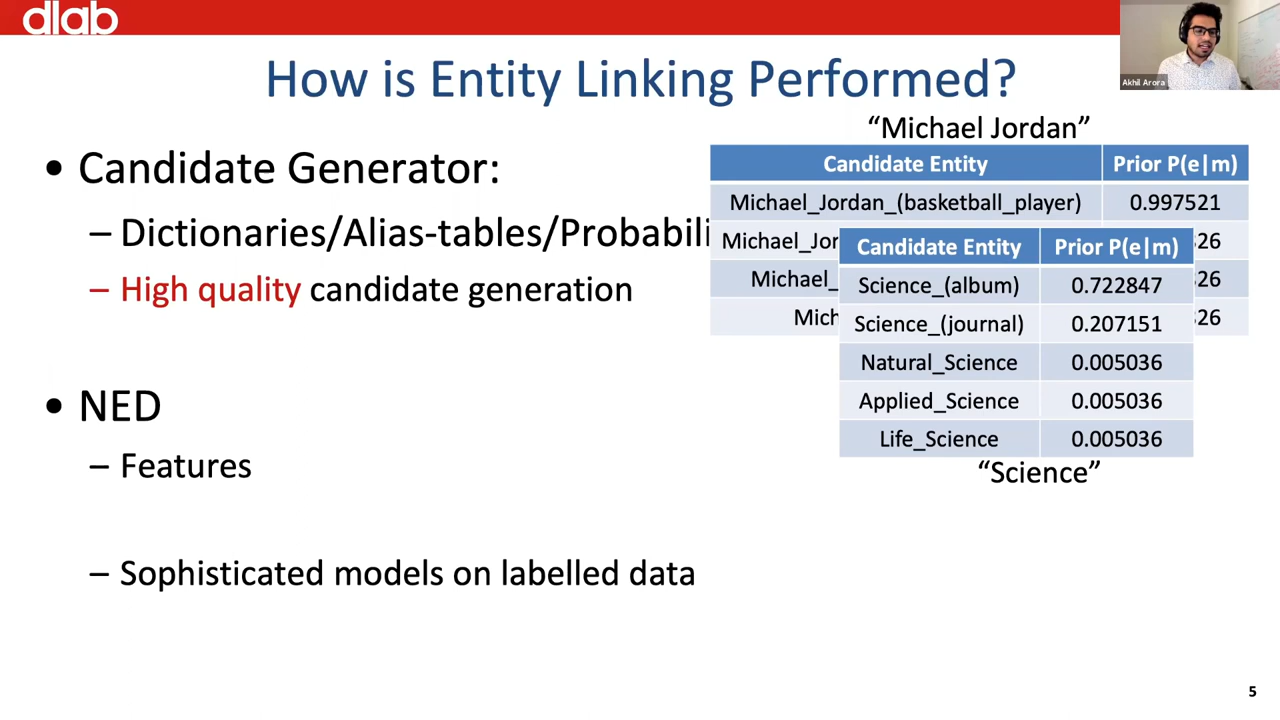 dlab
Akhil Arora
How is Entity Linking Performed?
• Candidate Generator:
– Dictionaries/Alias-tables/Probabili
– High quality candidate generation
• NED
– Features
– Sophisticated models on labelled data
“Michael Jordan”
Candidate Entity Prior P(e|m)
Michael_Jordan_(basketball_player) 0.997521
Michael_Jor 326
Michael_ 26
Mich 326
Candidate Entity Prior P(e|m)
Science_(album) 0.722847
Science_(journal) 0.207151
Natural_Science 0.005036
Applied_Science 0.005036
Life_Science 0.005036
“Science”
5